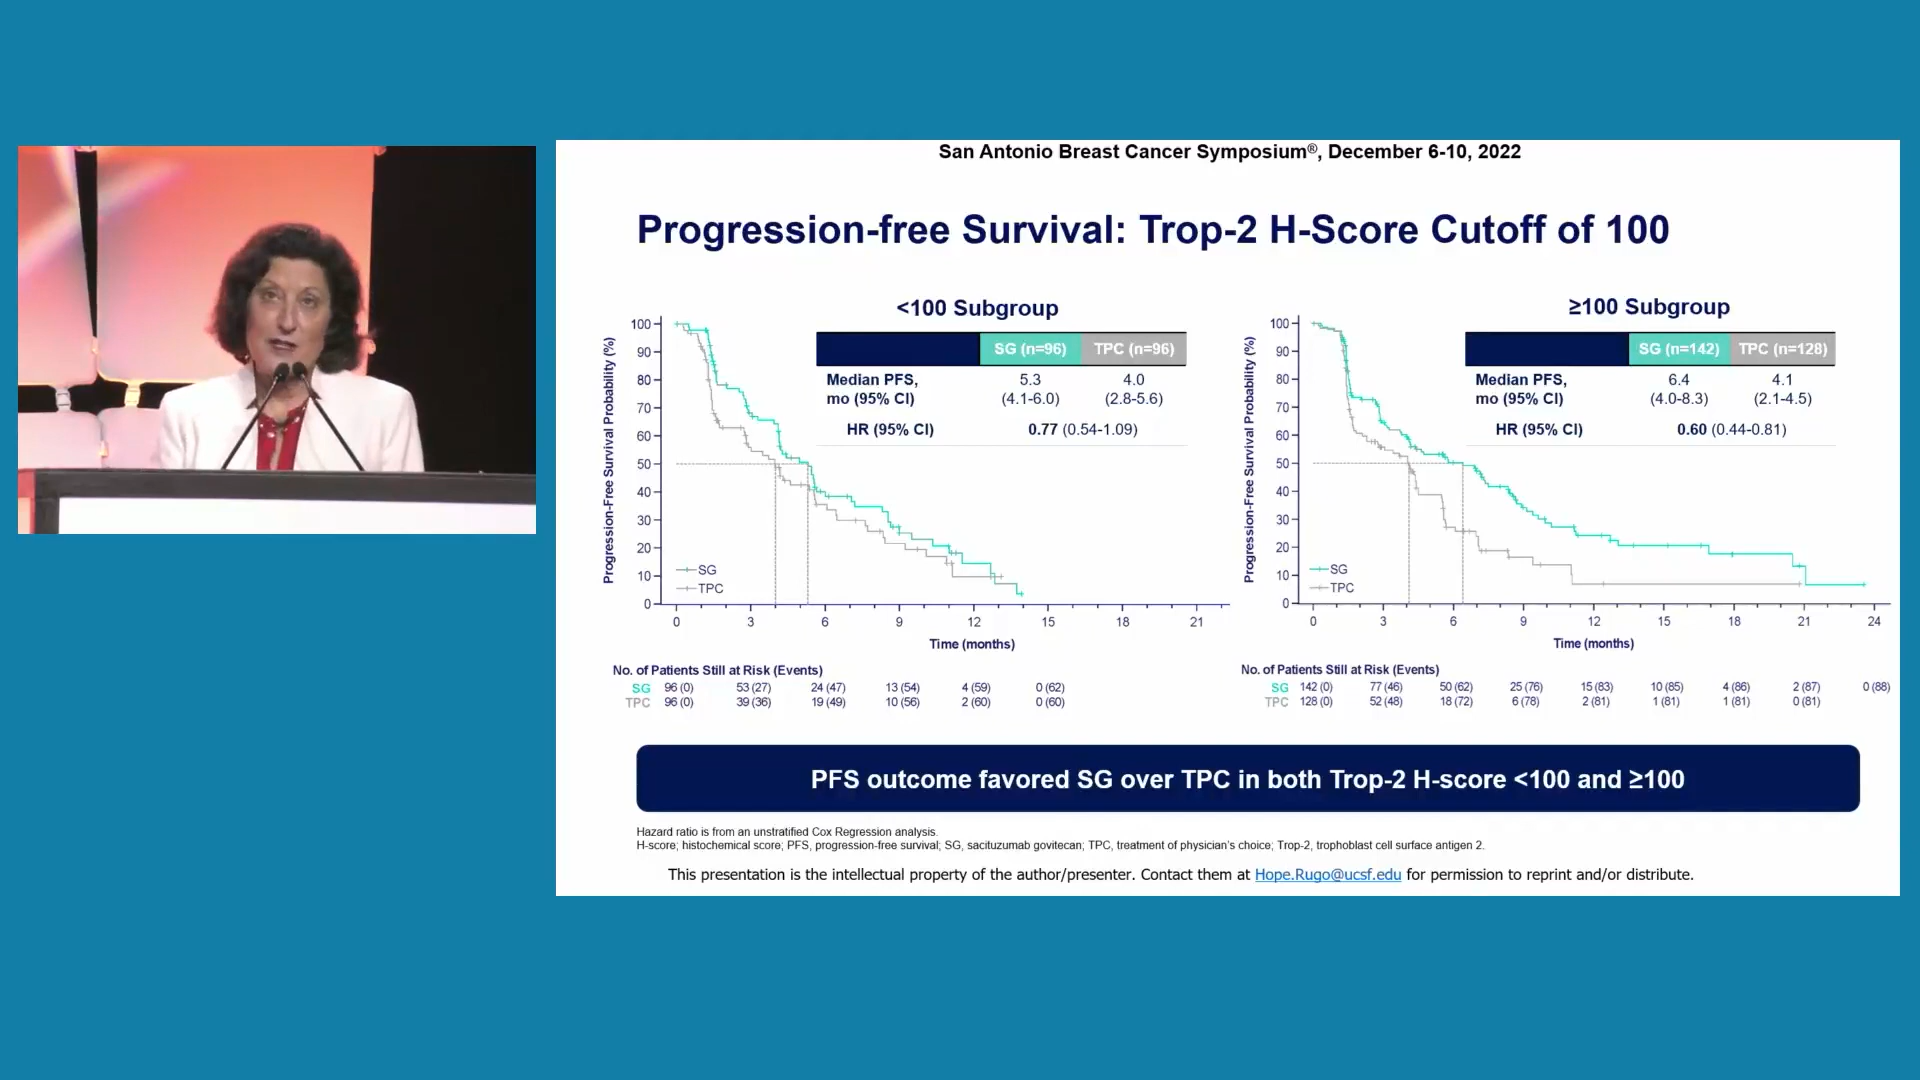 San Antonio Breast Cancer Symposium®, December 6-10, 2022
Progression-free Survival: Trop-2 H-Score Cutoff of 100
<100 Subgroup
SG (n=96) TPC (n=96)
Median PFS, mo (95% CI) 5.3 (4.1-6.0) 4.0 (2.8-5.6)
HR (95% CI) 0.77 (0.54-1.09)
Progression-Free Survival Probability (%)
100
90
80
70
60
50
40
30
20
10
0
SG
TPC
0 3 6 9 12 15 18 21
Time (months)
No. of Patients Still at Risk (Events)
SG 96 (0) 53 (27) 24 (47) 13 (54) 4 (59) 0 (62)
TPC 96 (0) 39 (36) 19 (49) 10 (56) 2 (60) 0 (60)
≥100 Subgroup
SG (n=142) TPC (n=128)
Median PFS, mo (95% CI) 6.4 (4.0-8.3) 4.1 (2.1-4.5)
HR (95% CI) 0.60 (0.44-0.81)
Progression-Free Survival Probability (%)
100
90
80
70
60
50
40
30
20
10
0
SG
TPC
0 3 6 9 12 15 18 21 24
Time (months)
No. of Patients Still at Risk (Events)
SG 142 (0) 77 (46) 50 (62) 25 (76) 15 (83) 10 (85) 4 (86) 2 (87) 0 (88)
TPC 128 (0) 52 (48) 18 (72) 6 (78) 2 (81) 1 (81) 1 (81) 0 (81)
PFS outcome favored SG over TPC in both Trop-2 H-score <100 and ≥100
Hazard ratio is from an unstratified Cox Regression analysis.
H-score; histochemical score; PFS, progression-free survival; SG, sacituzumab govitecan; TPC, treatment of physician's choice; Trop-2, trophoblast cell surface antigen 2.
This presentation is the intellectual property of the author/presenter. Contact them at Hope.Rugo@ucsf.edu for permission to reprint and/or distribute.